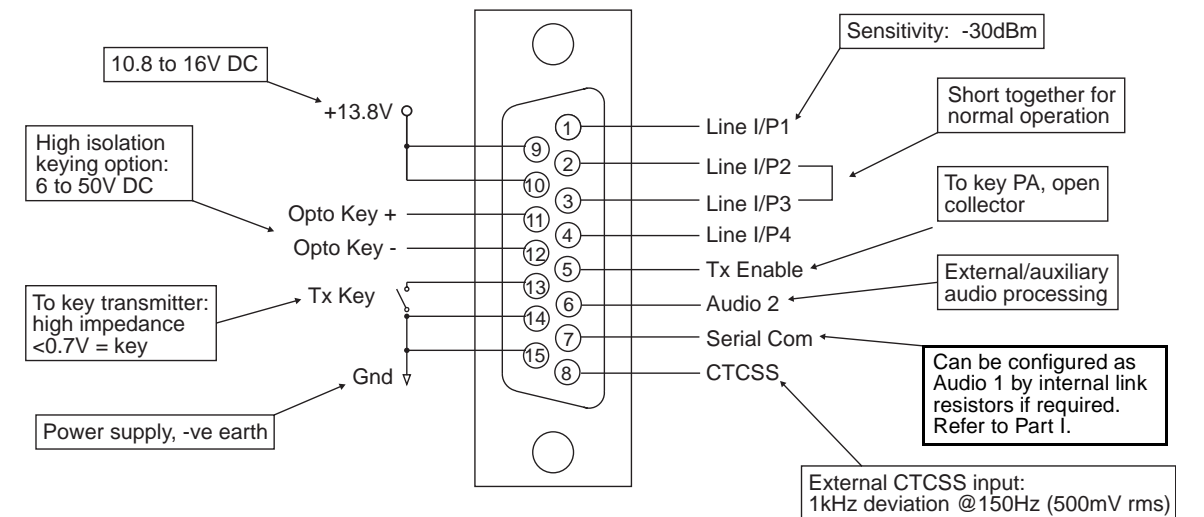 Sensitivity: -30dBm
10.8 to 16V DC
+13.8V
Short together for
normal operation
High isolation
keying option:
6 to 50V DC
Line I/P1
Line I/P2
Line I/P3
Line I/P4
To key PA, open
collector
Opto Key +
Opto Key -
Tx Enable
External/auxiliary
audio processing
To key transmitter:
high impedance
<0.7V = key
Tx Key
Audio 2
Serial Com
CTCSS
Gnd
Can be configured as
Audio 1 by internal link
resistors if required.
Refer to Part I.
Power supply, -ve earth
External CTCSS input:
1kHz deviation @150Hz (500mV rms)
1
9
2
10
3
11
4
12
5
13
6
14
7
15
8